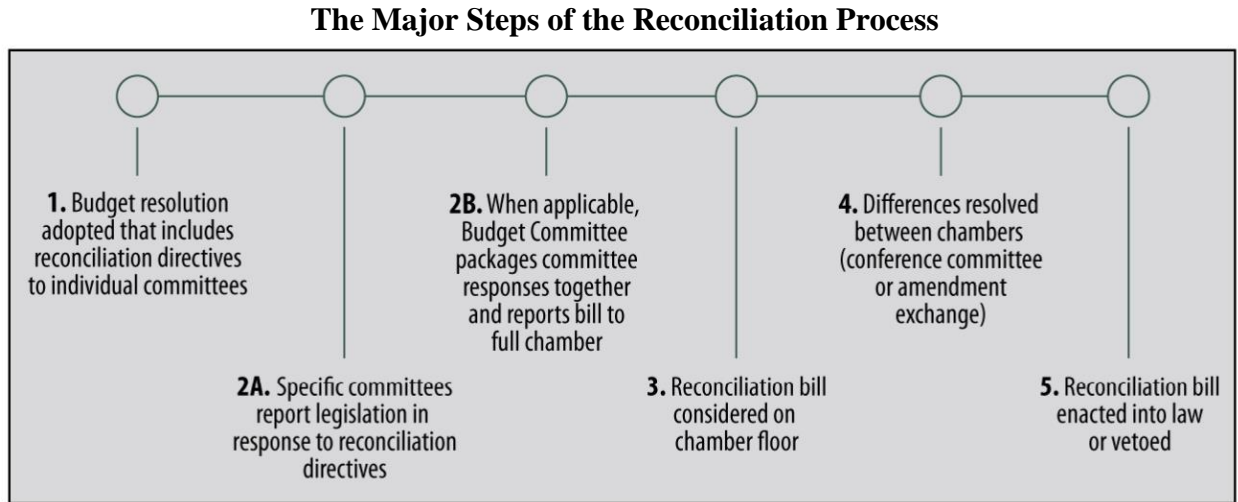 The Major Steps of the Reconciliation Process
1. Budget resolution
adopted that includes
reconciliation directives
to individual committees
2A. Specific committees
report legislation in
response to reconciliation
directives
2B. When applicable,
Budget Committee
packages committee
responses together
and reports bill to
full chamber
3. Reconciliation bill
considered on
chamber floor
4. Differences resolved
between chambers
(conference committee
or amendment
exchange)
5. Reconciliation bill
enacted into law
or vetoed